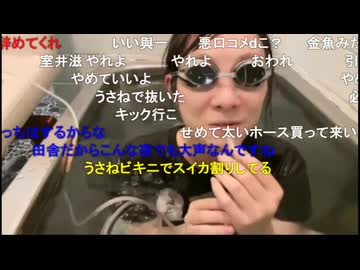 辞めてくれ
いい與一
悪口コメdこ?
金魚みた
室井滋 やれよ
やれよ
おわれ
引
やめていいよ
や
うさねで抜いた
必
キック行こ
っちはするからな
せめて太いホース買って来い
田舎だからこんな夜でも大声なんですね
うさねビキニでスイカ割りしてる